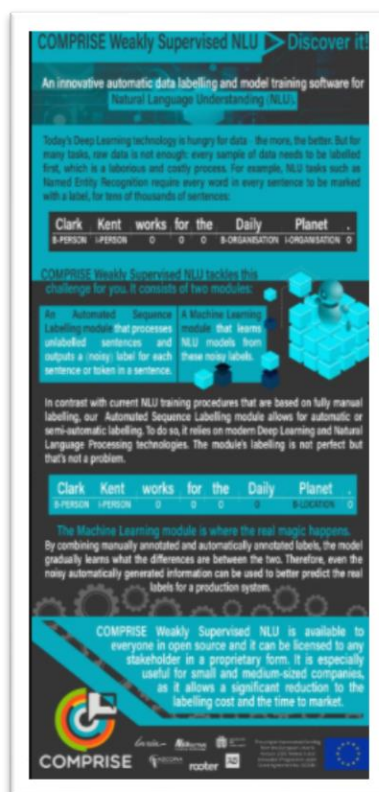 COMPRISE Weakly Supervised NLU Discover it!
An innovative automatic data labelling and model training software for
Natural Language Understanding (NLU).
Today's Deep Learning technology is hungry for data - the more, the better. But for
many tasks, raw data is not enough: every sample of data needs to be labelled
first, which is a laborious and costly process. For example, NLU tasks such as
Named Entity Recognition require every word in every sentence to be marked
with a label, for tens of thousands of sentences:
Clark Kent works for the Daily Planet .
B-PERSON I-PERSON O O O B-ORGANISATION I-ORGANISATION O
COMPRISE Weakly Supervised NLU tackles this
challenge for you. It consists of two modules:
An Automated Sequence
Labelling module that processes
unlabelled sentences and
outputs a (noisy) label for each
sentence or token in a sentence.
A Machine Learning
module that learns
NLU models from
these noisy labels.
In contrast with current NLU training procedures that are based on fully manual
labelling, our Automated Sequence Labelling module allows for automatic or
semi-automatic labelling. To do so, it relies on modern Deep Learning and Natural
Language Processing technologies. The module's labelling is not perfect but
that's not a problem.
Clark Kent works for the Daily Planet .
B-PERSON I-PERSON O O O O B-LOCATION O
The Machine Learning module is where the real magic happens.
By combining manually annotated and automatically annotated labels, the model
gradually learns what the differences are between the two. Therefore, even the
noisy automatically generated information can be used to better predict the real
labels for a production system.
COMPRISE Weakly Supervised NLU is available to
everyone in open source and it can be licensed to any
stakeholder in a proprietary form. It is especially
useful for small and medium-sized companies,
as it allows a significant reduction to the
labelling cost and the time to market.
COMPRISE
Inria
ASCORA
rooter